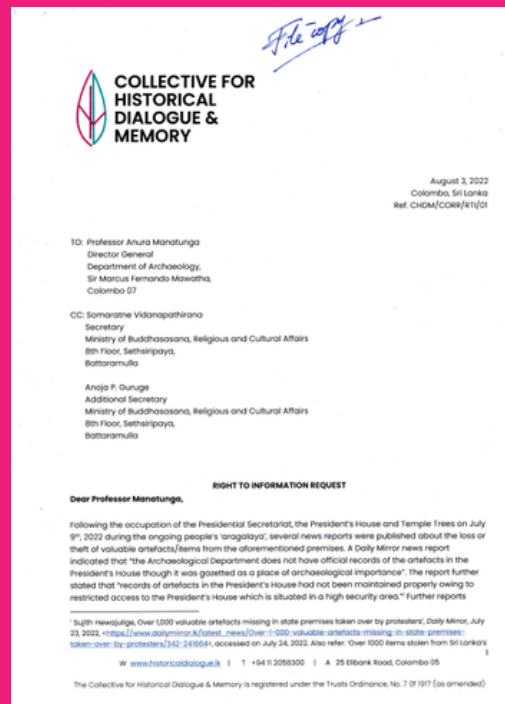 File copy
COLLECTIVE FOR
HISTORICAL
DIALOGUE &
MEMORY
August 3, 2022
Colombo, Sri Lanka
Ref. CHDM/CORR/RTI/01
TO: Professor Anura Manatunga
Director General
Department of Archaeology,
Sir Marcus Fernando Mawatha,
Colombo 07
CC: Somaratne Vidanapathirana
Secretary
Ministry of Buddhasasana, Religious and Cultural Affairs
8th Floor, Sethsiripaya,
Battaramulla
Anoja P. Guruge
Additional Secretary
Ministry of Buddhasasana, Religious and Cultural Affairs
8th Floor, Sethsiripaya,
Battaramulla
RIGHT TO INFORMATION REQUEST
Dear Professor Manatunga,
Following the occupation of the Presidential Secretariat, the President's House and Temple Trees on July
9th, 2022 during the ongoing people's 'aragalaya', several news reports were published about the loss or
theft of valuable artefacts/items from the aforementioned premises. A Daily Mirror news report
indicated that "the Archaeological Department does not have official records of the artefacts in the
President's House though it was gazetted as a place of archaeological importance". The report further
stated that "records of artefacts in the President's House had not been maintained properly owing to
restricted access to the President's House which is situated in a high security area."¹ Further reports
¹ Sujith Hewajulige, Over 1,000 valuable artefacts missing in state premises taken over by protesters', Daily Mirror, July
23, 2022, <https://www.dailymirror.lk/latest_news/Over-1-000-valuable-artefacts-missing-in-state-premises-
taken-over-by-protesters/342-241664>, accessed on July 24, 2022. Also refer: 'Over 1000 items stolen from Sri Lanka's
1
W www.historicaldialogue.lk | T +94 11 2058300 | A 25 Elibank Road, Colombo 05
The Collective for Historical Dialogue & Memory is registered under the Trusts Ordinance, No. 7 of 1917 (as amended)